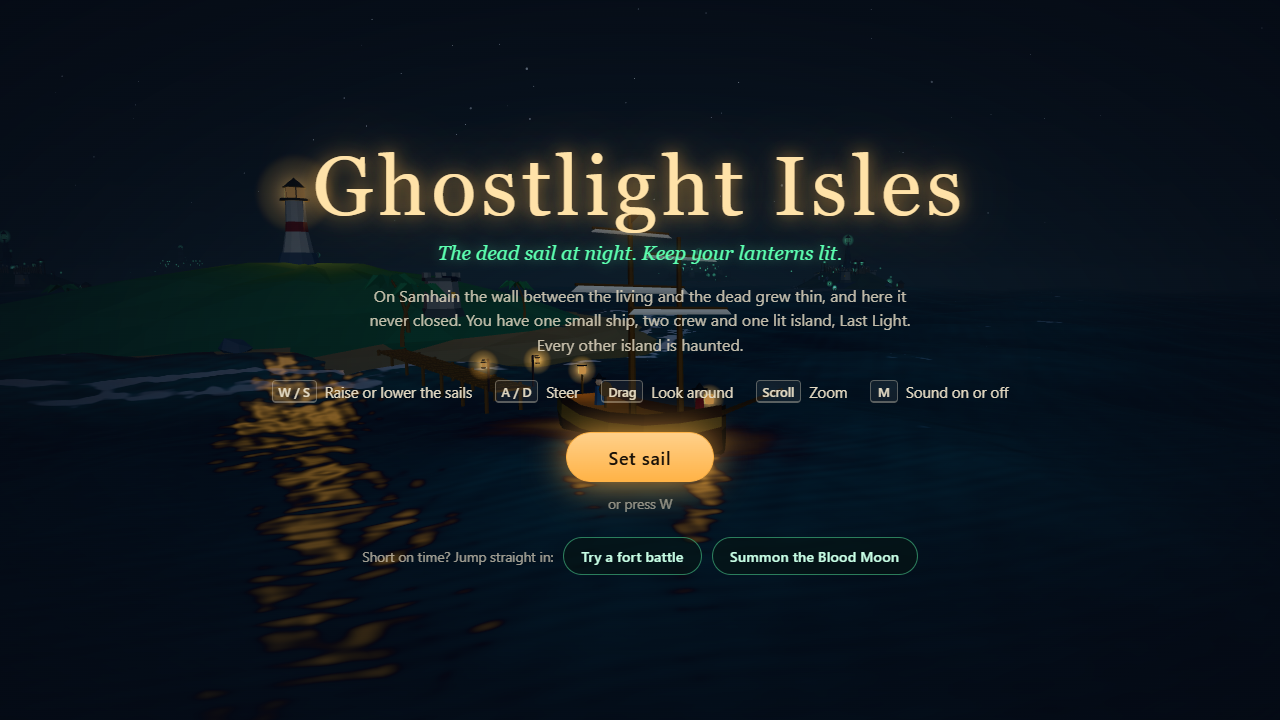 Ghostlight Isles
The dead sail at night. Keep your lanterns lit.
On Samhain the wall between the living and the dead grew thin, and here it
never closed. You have one small ship, two crew and one lit island, Last Light.
Every other island is haunted.
W / S Raise or lower the sails A / D Steer Drag Look around Scroll Zoom M Sound on or off
Set sail
or press W
Short on time? Jump straight in: Try a fort battle Summon the Blood Moon